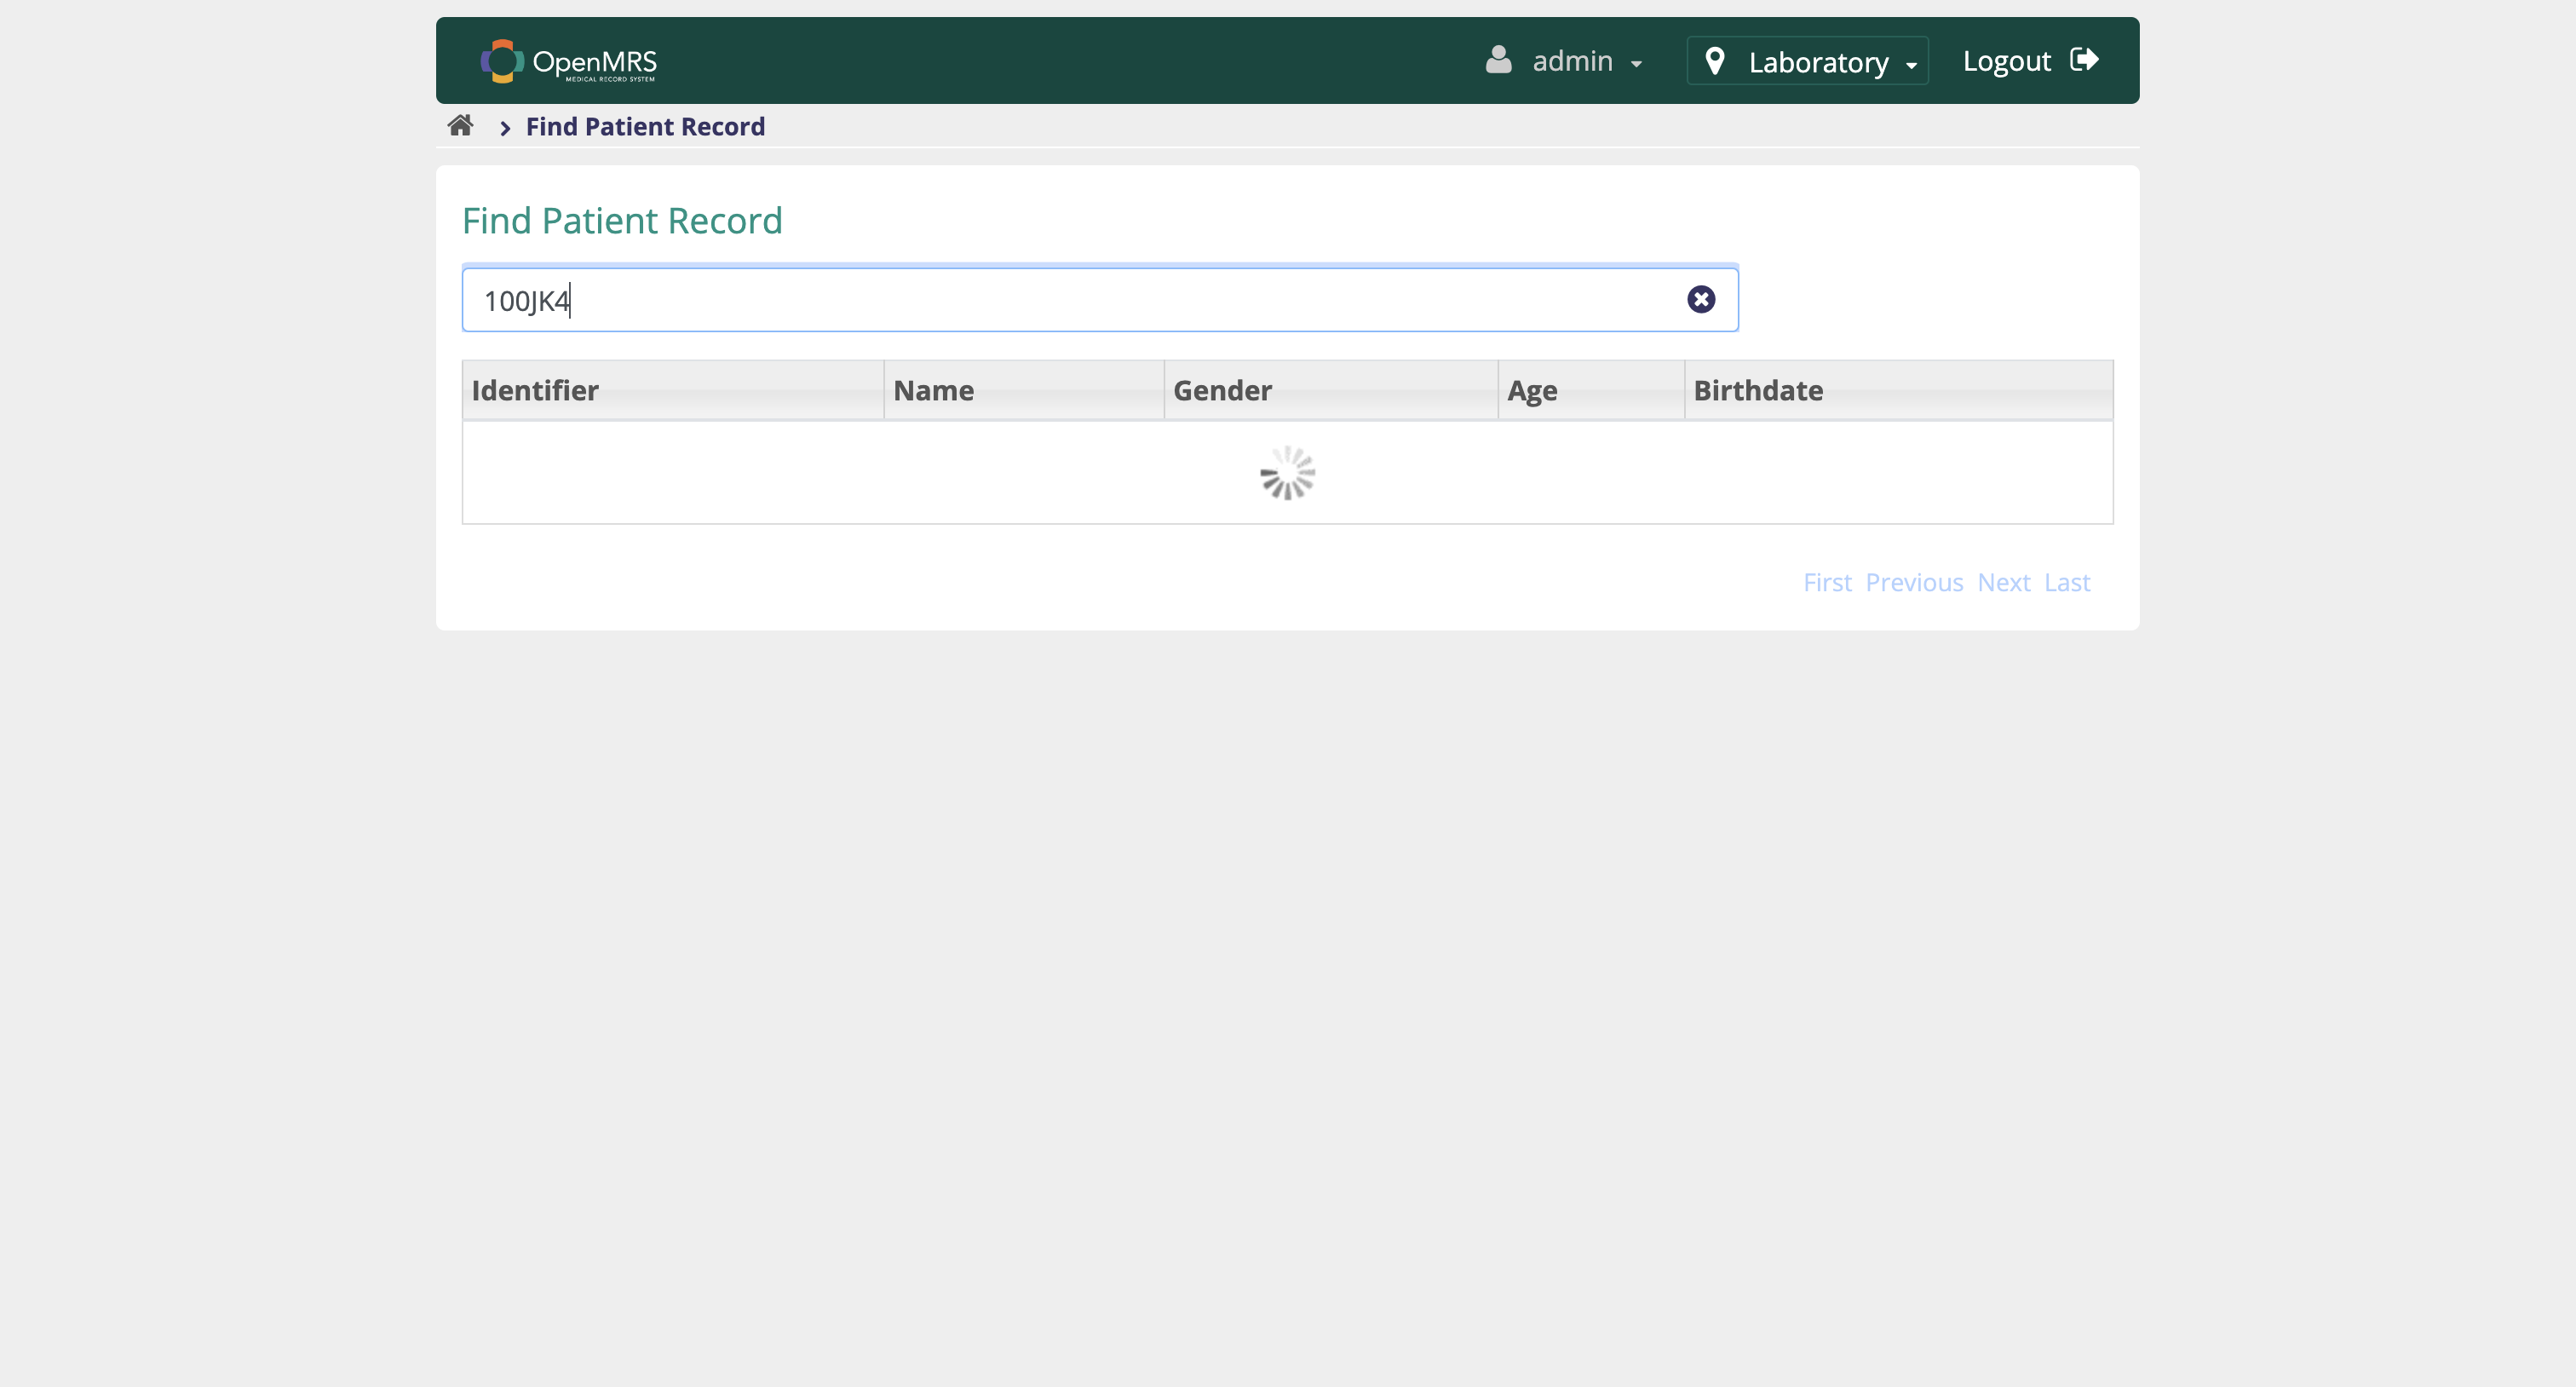 OpenMRS
MEDICAL RECORD SYSTEM
admin
Laboratory
Logout
Find Patient Record
Find Patient Record
100JK4
Identifier Name Gender Age Birthdate
First Previous Next Last